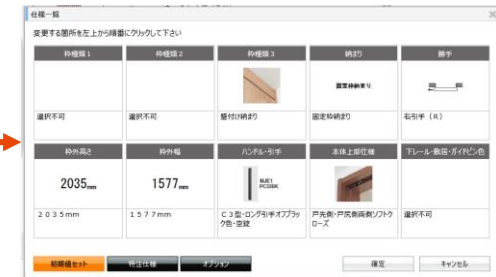 仕様一覧
変更する箇所を左上から順番にクリックして下さい
枠種類1 枠種類2 枠種類3 納まり 勝手
固定枠納まり
選択不可 選択不可 壁付け納まり 固定枠納まり 右引手 (R)
枠外高さ 枠外幅 ハンドル・引手 本体上部仕様 下レール・敷居・ガイドピン色
2035mm 1577mm
2035mm 1577mm C3型・ロング引手オフブラック色・空錠 戸先側・戸尻側両側ソフトクローズ 選択不可
初期値セット 特注仕様 オプション 確定 キャンセル